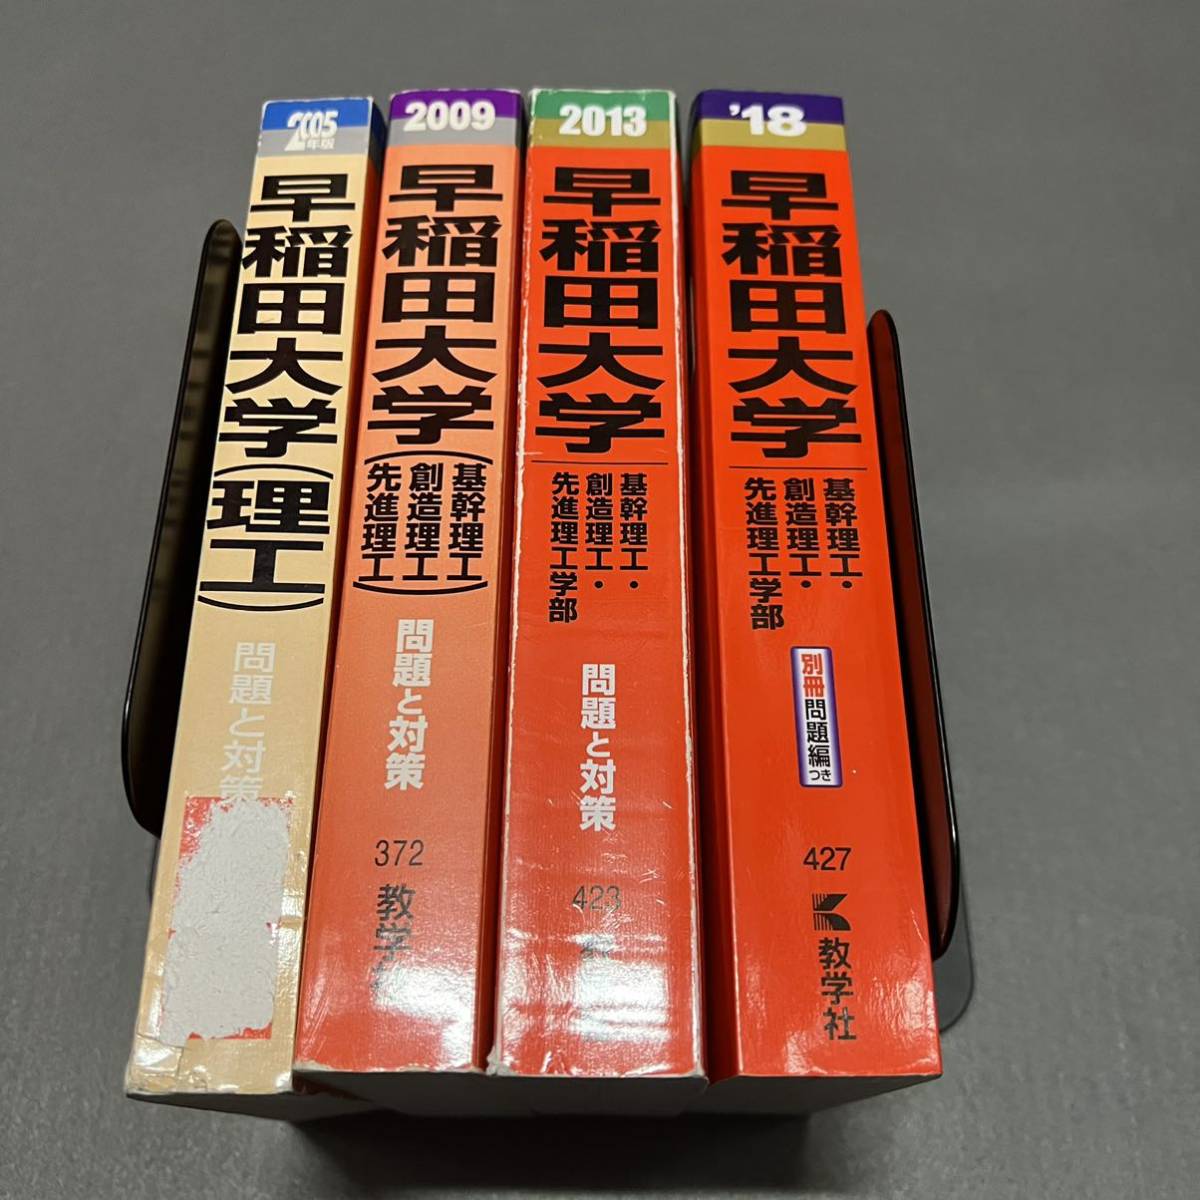 2005
年版
早稲田大学(理工)
問題と対策
2009
早稲田大学
(基幹理工
創造理工
先進理工)
問題と対策
372
教学
2013
早稲田大学
基幹理工・
創造理工・
先進理工学部
問題と対策
423
'18
早稲田大学
基幹理工・
創造理工・
先進理工学部
別冊問題編つき
427
教学社